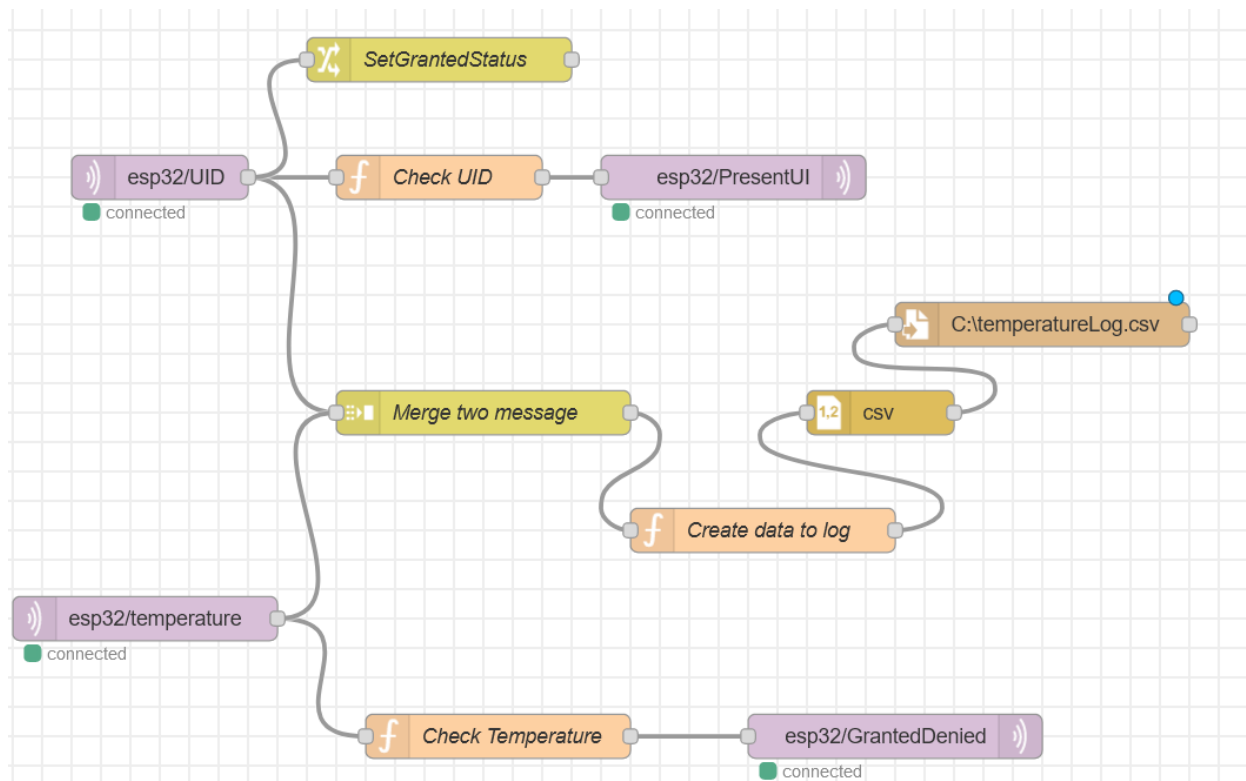 SetGrantedStatus
esp32/UID
connected
Check UID
esp32/PresentUI
connected
C:\temperatureLog.csv
Merge two message
1,2
csv
Create data to log
esp32/temperature
connected
Check Temperature
esp32/GrantedDenied
connected